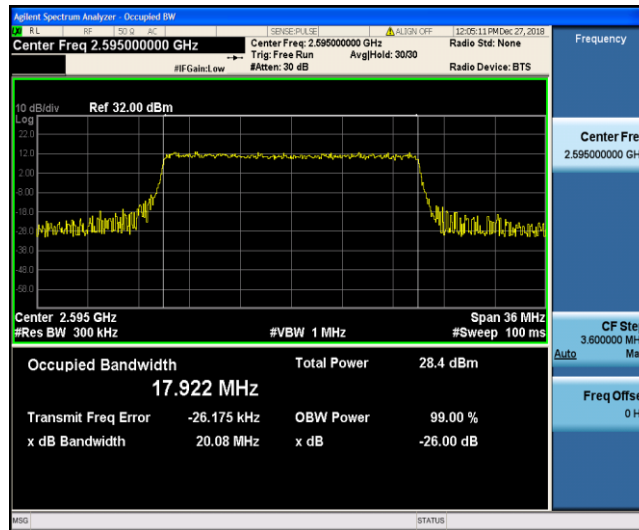 Agilent Spectrum Analyzer - Occupied BW
RL RF 50 Ω AC SENSE:PULSE ALIGN OFF 12:05:11 PM Dec 27, 2018
Center Freq 2.595000000 GHz Center Freq: 2.595000000 GHz Radio Std: None
Trig: Free Run Avg|Hold: 30/30
#IFGain:Low #Atten: 30 dB Radio Device: BTS
Frequency
10 dB/div Ref 32.00 dBm
Log
22.0
12.0
2.00
-8.00
-18.0
-28.0
-38.0
-48.0
-58.0
Center 2.595 GHz Span 36 MHz
#Res BW 300 kHz #VBW 1 MHz #Sweep 100 ms
Occupied Bandwidth Total Power 28.4 dBm
17.922 MHz
Transmit Freq Error -26.175 kHz OBW Power 99.00 %
x dB Bandwidth 20.08 MHz x dB -26.00 dB
Center Fre
2.595000000 GH
CF Ste
3.600000 MH
Auto Ma
Freq Offse
0 H
MSG STATUS